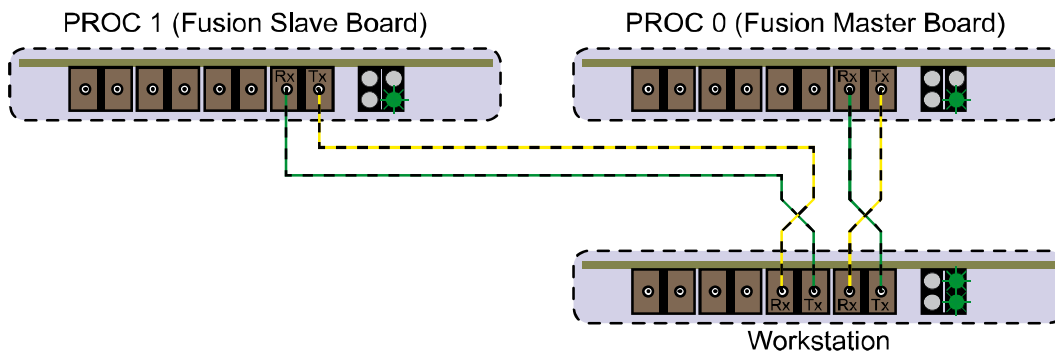 PROC 1 (Fusion Slave Board)
PROC 0 (Fusion Master Board)
Rx Tx
Rx Tx
Rx Tx Rx Tx
Workstation